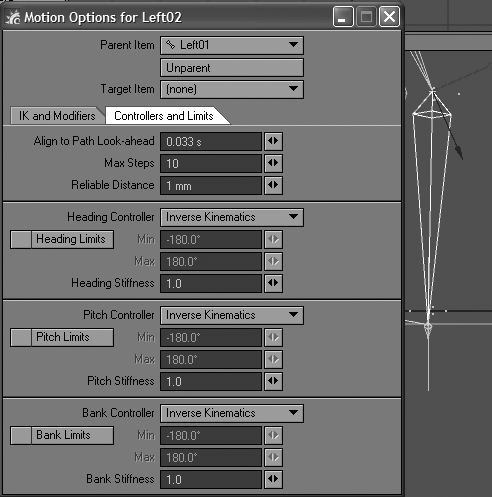 Motion Options for Left02
Parent Item Left01
Unparent
Target Item (none)
IK and Modifiers Controllers and Limits
Align to Path Look-ahead 0.033 s
Max Steps 10
Reliable Distance 1 mm
Heading Controller Inverse Kinematics
Heading Limits Min -180.0°
Max 180.0°
Heading Stiffness 1.0
Pitch Controller Inverse Kinematics
Pitch Limits Min -180.0°
Max 180.0°
Pitch Stiffness 1.0
Bank Controller Inverse Kinematics
Bank Limits Min -180.0°
Max 180.0°
Bank Stiffness 1.0